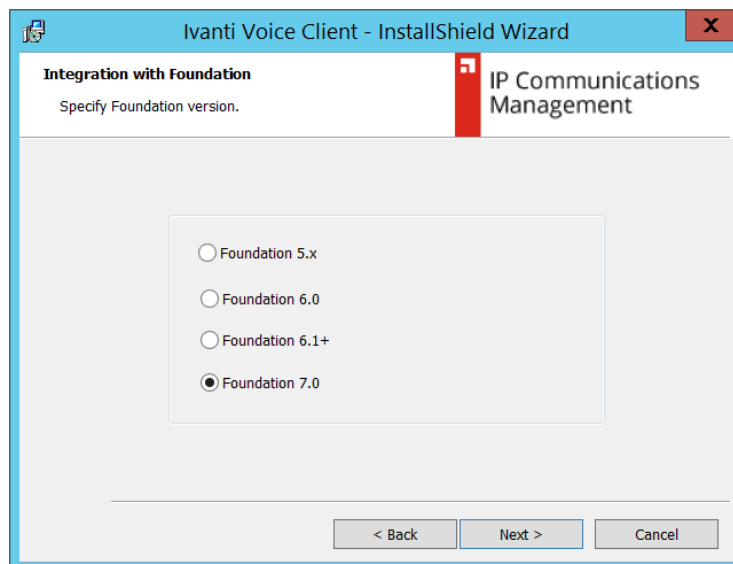 Ivanti Voice Client - InstallShield Wizard
X
Integration with Foundation
Specify Foundation version.
IP Communications
Management
Foundation 5.x
Foundation 6.0
Foundation 6.1+
Foundation 7.0
< Back
Next >
Cancel